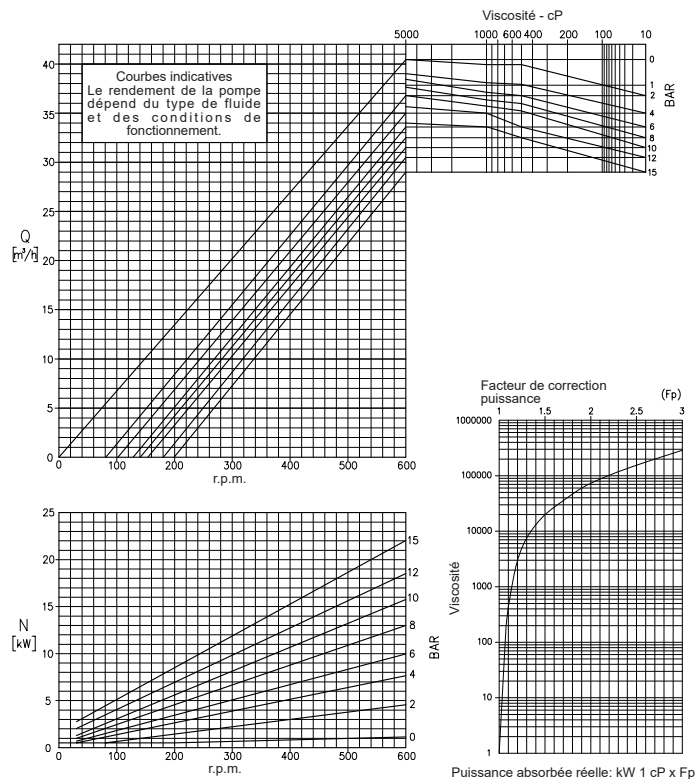 Viscosité - cP
5000 1000 600 400 200 100 10
40
35
30
25
20
15
10
5
0
Q
[m³/h]
Courbes indicatives
Le rendement de la pompe
dépend du type de fluide
et des conditions de
fonctionnement.
0
1
2
4
6
8
10
12
15
BAR
0 100 200 300 400 500 600
r.p.m.
25
20
15
10
5
0
N
[kW]
15
12
10
8
6
4
2
0
BAR
0 100 200 300 400 500 600
r.p.m.
Facteur de correction
puissance
(Fp)
1 1.5 2 2.5 3
1000000
100000
10000
1000
100
10
1
Viscosité
Puissance absorbée réelle: kW 1 cP x Fp